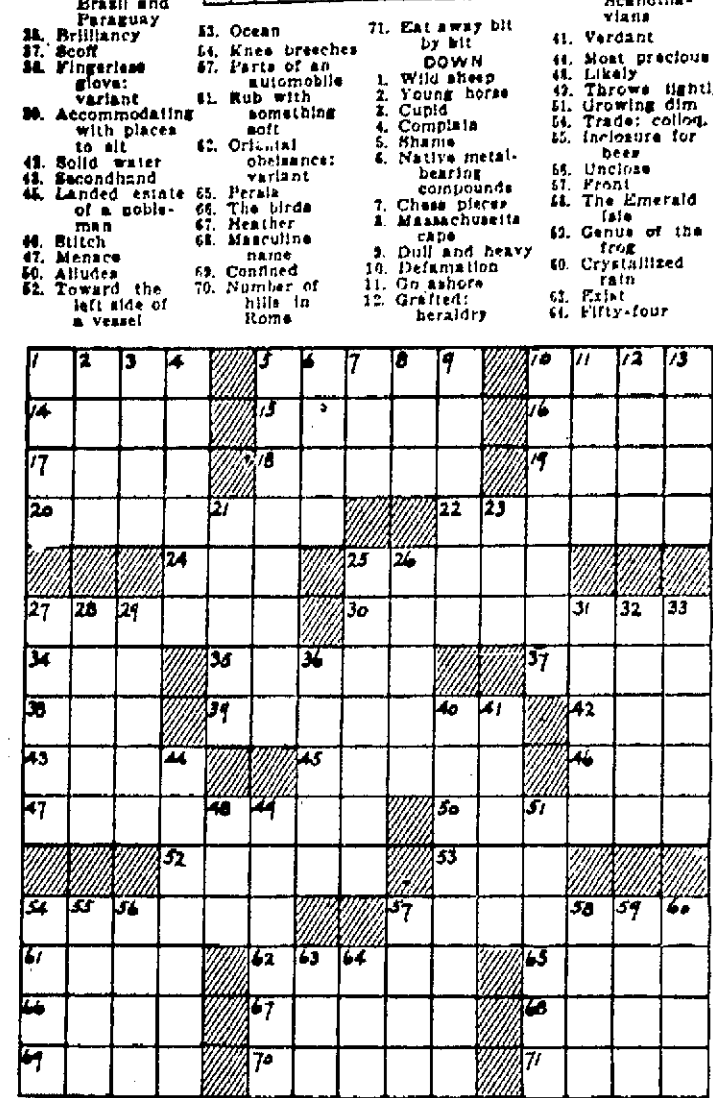 Brazil and
Paraguay
35. Brilliancy
37. Scoff
38. Fingerless
glove:
variant
39. Accommodating
with places
to sit
42. Solid water
43. Secondhand
45. Landed estate
of a noble-
man
46. Stitch
47. Menace
50. Alludes
52. Toward the
left side of
a vessel
53. Ocean
54. Knee breeches
57. Parts of an
automobile
61. Rub with
something
soft
62. Oriental
obeisance:
variant
65. Persia
66. The birds
67. Heather
68. Masculine
name
69. Confined
70. Number of
hills in
Rome
71. Eat away bit
by bit
DOWN
1. Wild sheep
2. Young horse
3. Cupid
4. Complain
5. Shame
6. Native metal-
bearing
compounds
7. Chess pieces
8. Massachusetts
cape
9. Dull and heavy
10. Defamation
11. Go ashore
12. Grafted:
heraldry
Scandina-
vians
41. Verdant
44. Most precious
48. Likely
49. Throws lightl
51. Growing dim
54. Trade: colloq.
55. Inclosure for
bees
56. Unclose
57. Front
58. The Emerald
Isle
59. Genus of the
frog
60. Crystallized
rain
63. Exist
64. Fifty-four
1 2 3 4 5 6 7 8 9 10 11 12 13
14 15 16
17 18 19
20 21 22 23
24 25 26
27 28 29 30 31 32 33
34 35 36 37
38 39 40 41 42
43 44 45 46
47 48 49 50 51
52 53
54 55 56 57 58 59 60
61 62 63 64 65
66 67 68
69 70 71